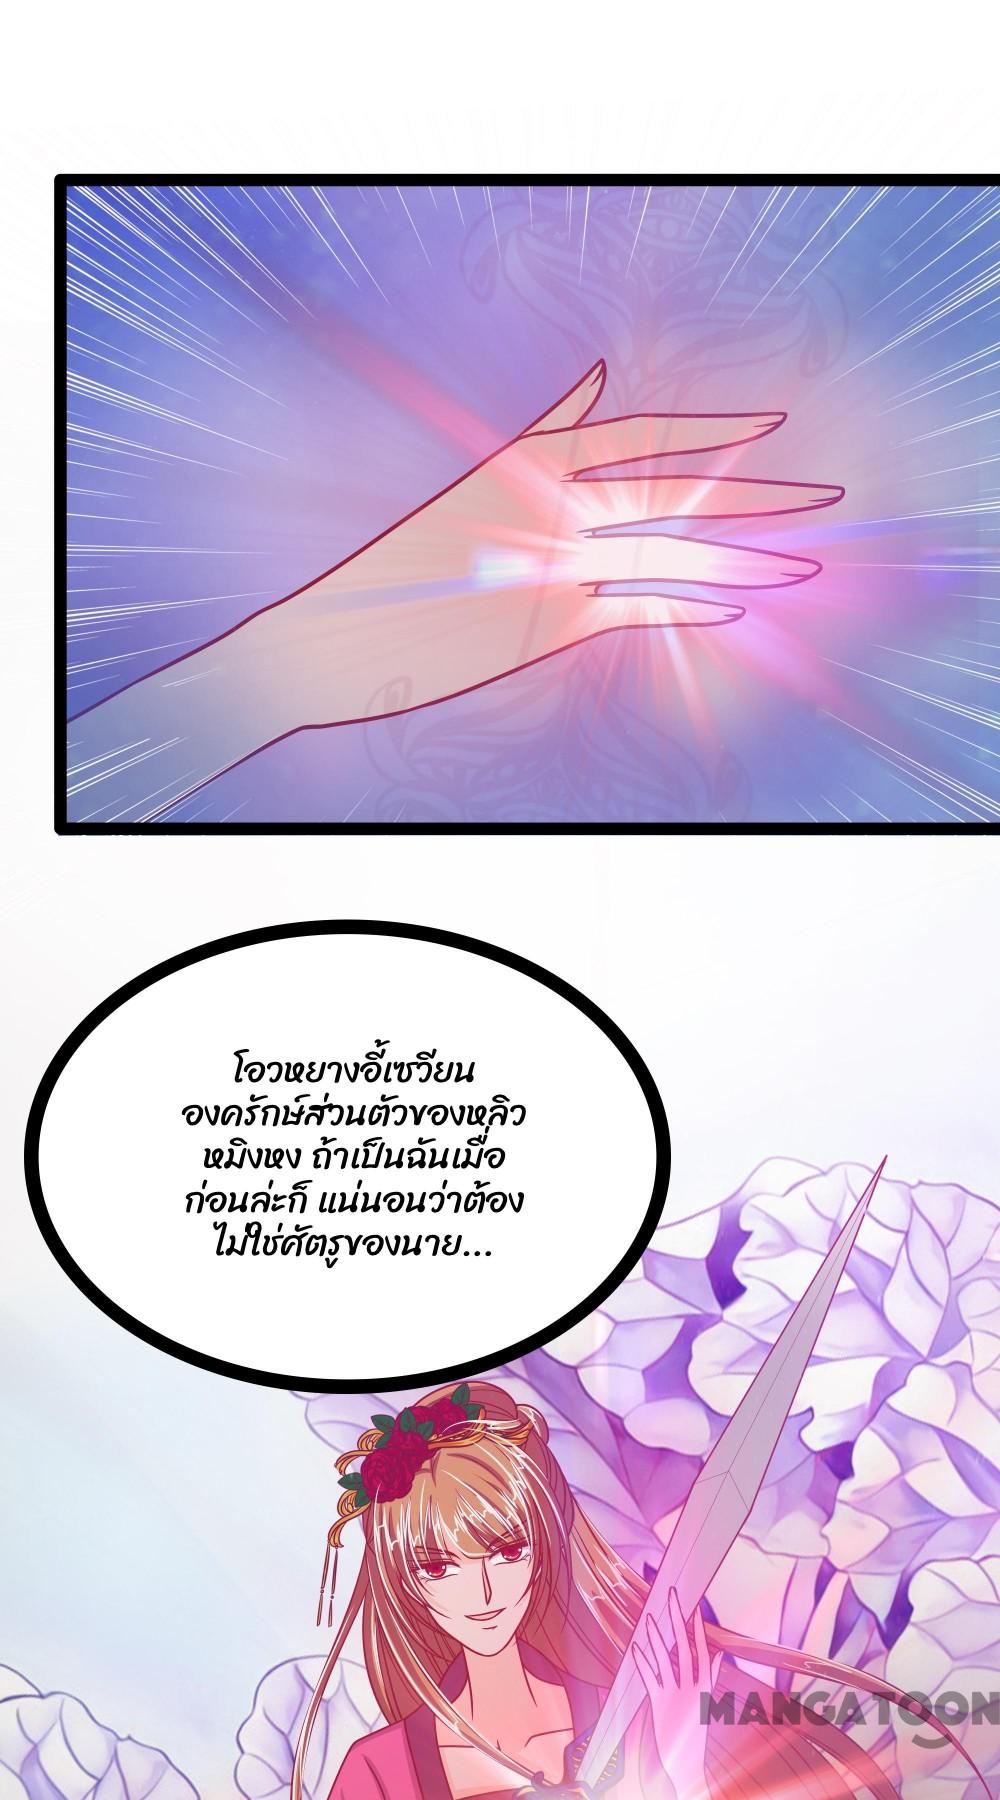 โอวหยางอี้เซวียน
องครักษ์ส่วนตัวของหลิว
หมิงหง ถ้าเป็นฉันเมื่อ
ก่อนล่ะก็ แน่นอนว่าต้อง
ไม่ใช่ศัตรูของนาย...
MANGATOON